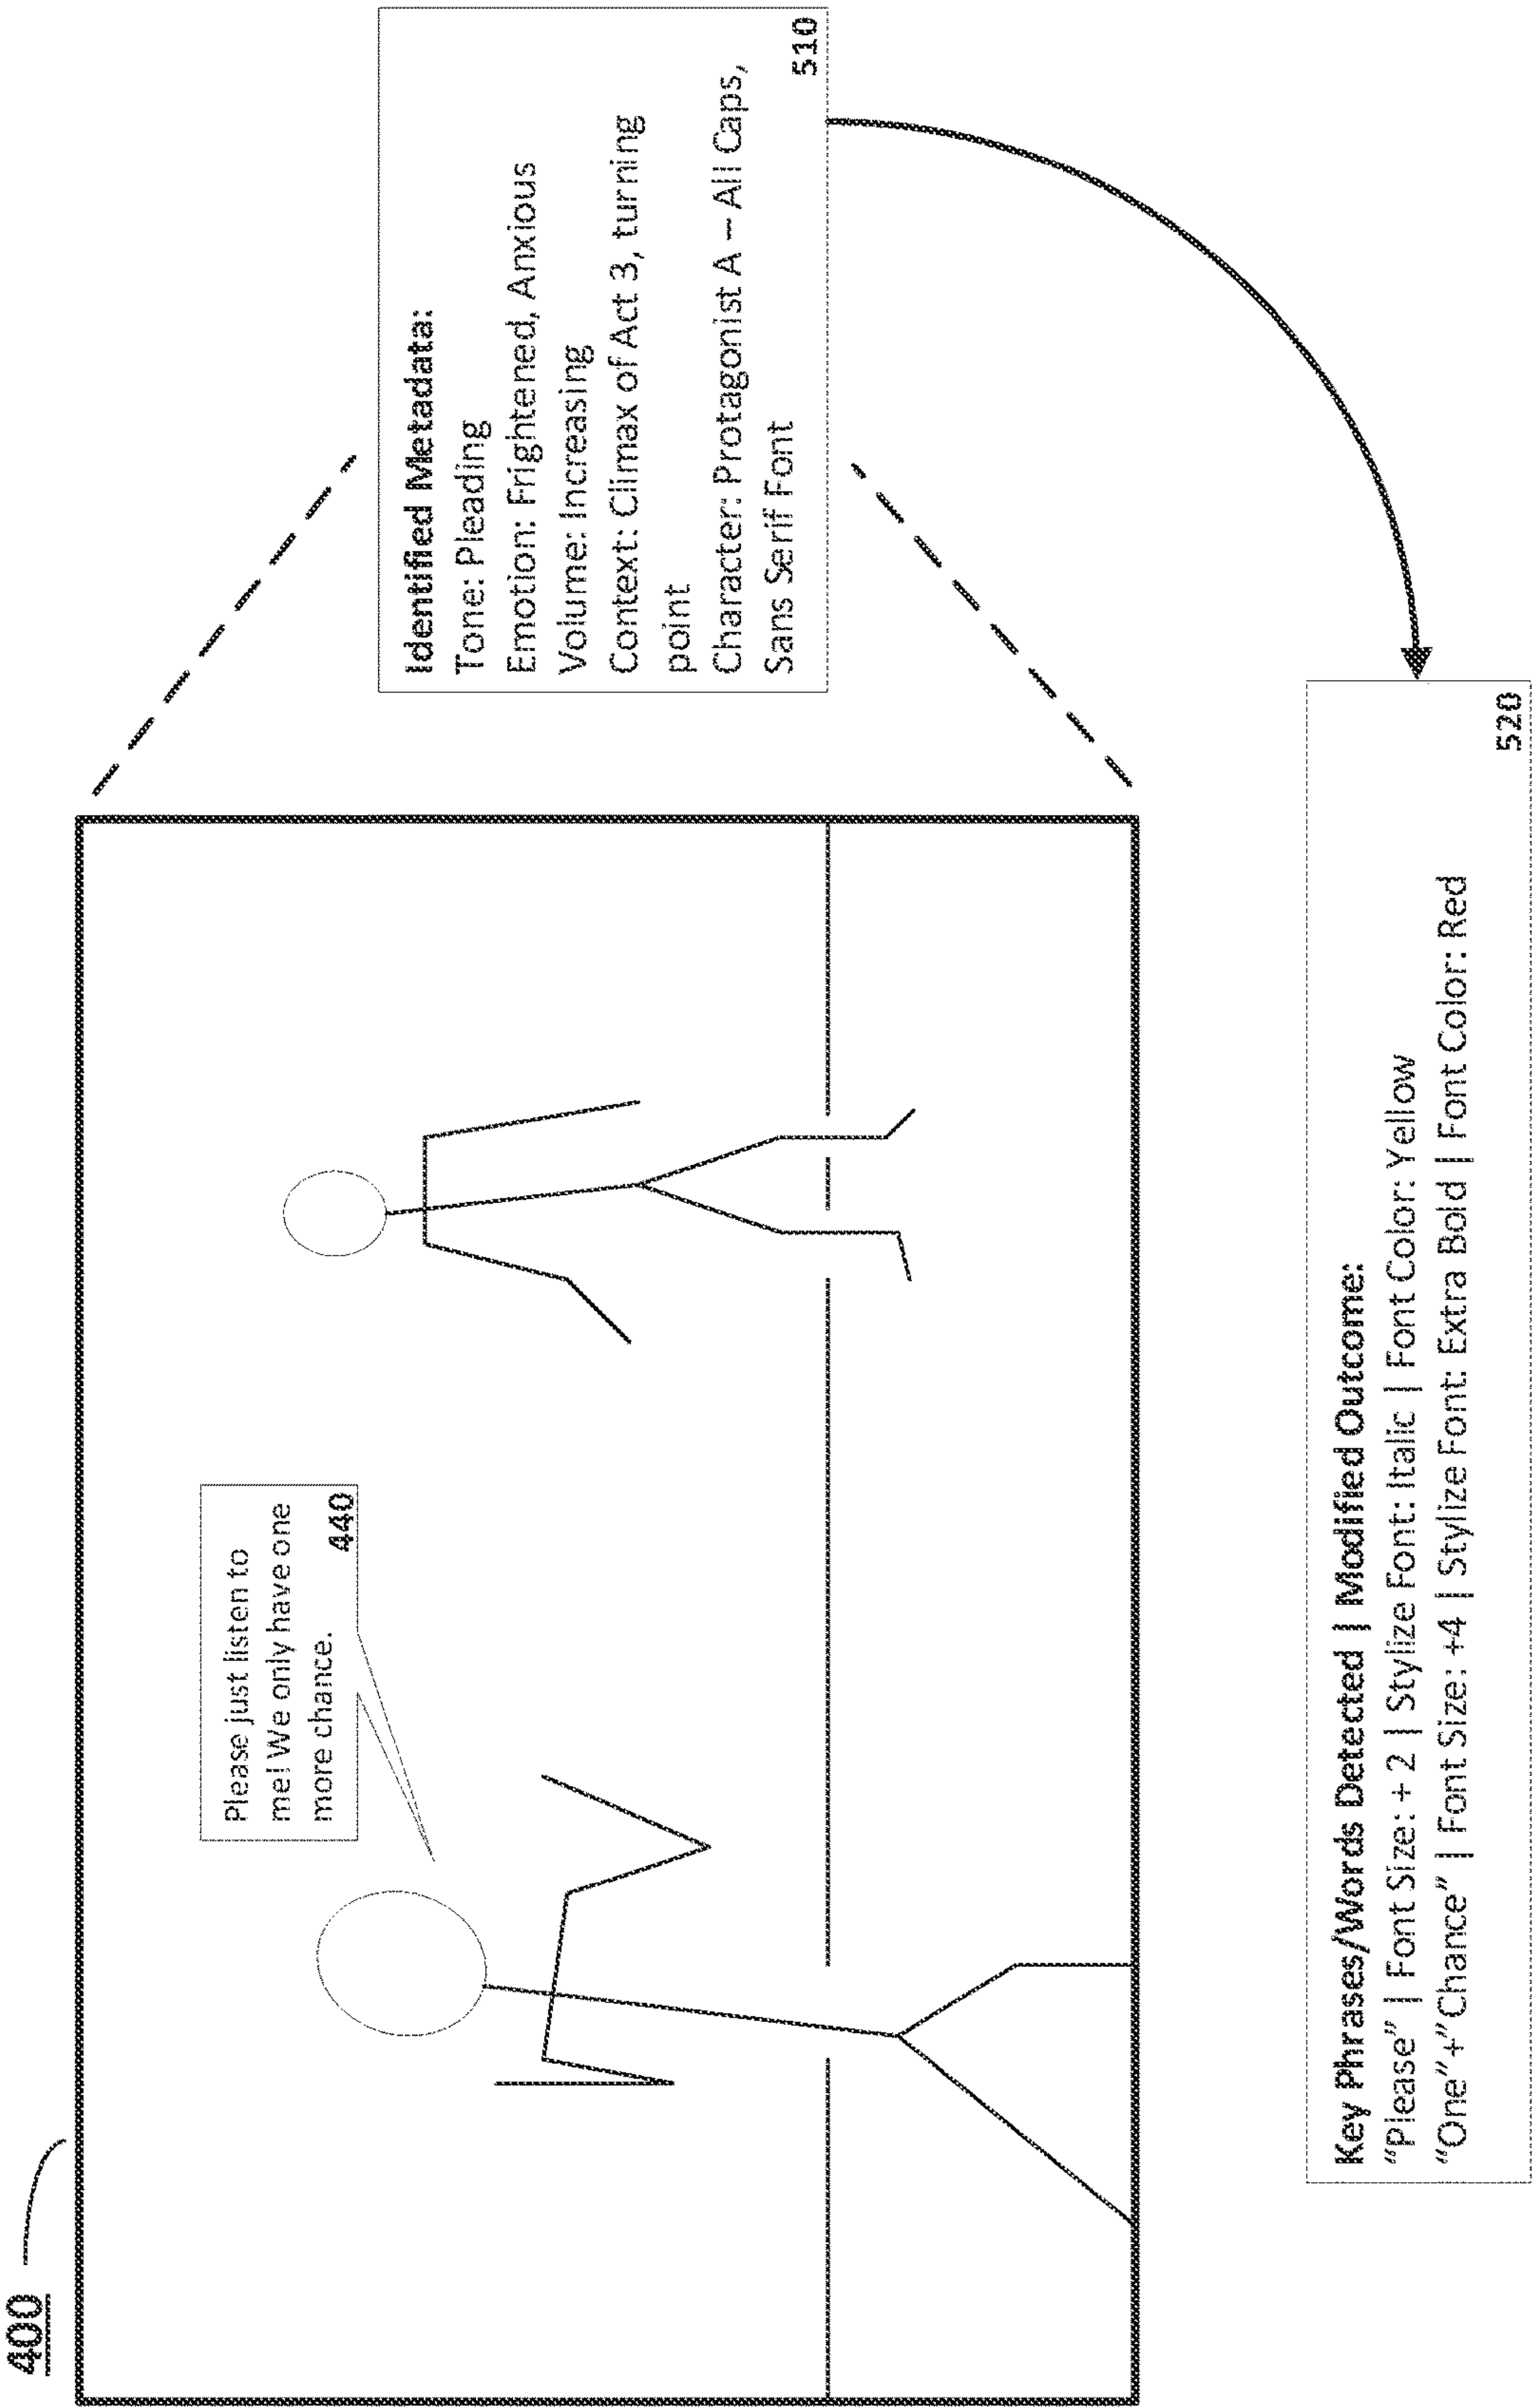 400
Please just listen to
me! We only have one
more chance.
440
Identified Metadata:
Tone: Pleading
Emotion: Frightened, Anxious
Volume: Increasing
Context: Climax of Act 3, turning
point
Character: Protagonist A – All Caps,
Sans Serif Font
510
Key Phrases/Words Detected | Modified Outcome:
“Please” | Font Size: + 2 | Stylize Font: Italic | Font Color: Yellow
“One”+”Chance” | Font Size: +4 | Stylize Font: Extra Bold | Font Color: Red
520